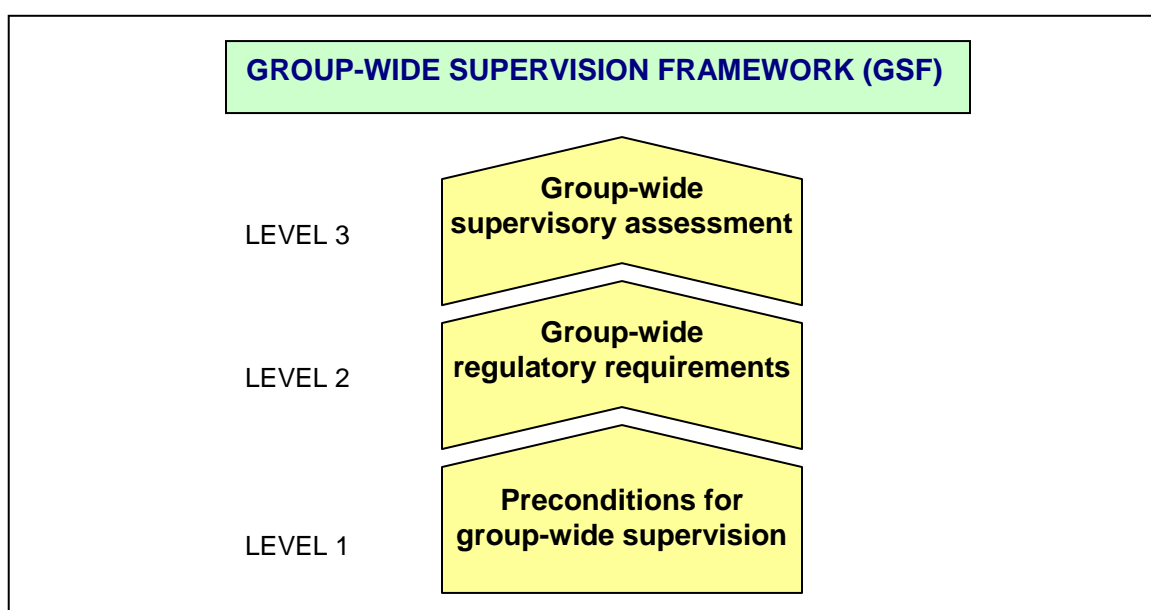 GROUP-WIDE SUPERVISION FRAMEWORK (GSF)
LEVEL 3
Group-wide
supervisory assessment
LEVEL 2
Group-wide
regulatory requirements
LEVEL 1
Preconditions for
group-wide supervision